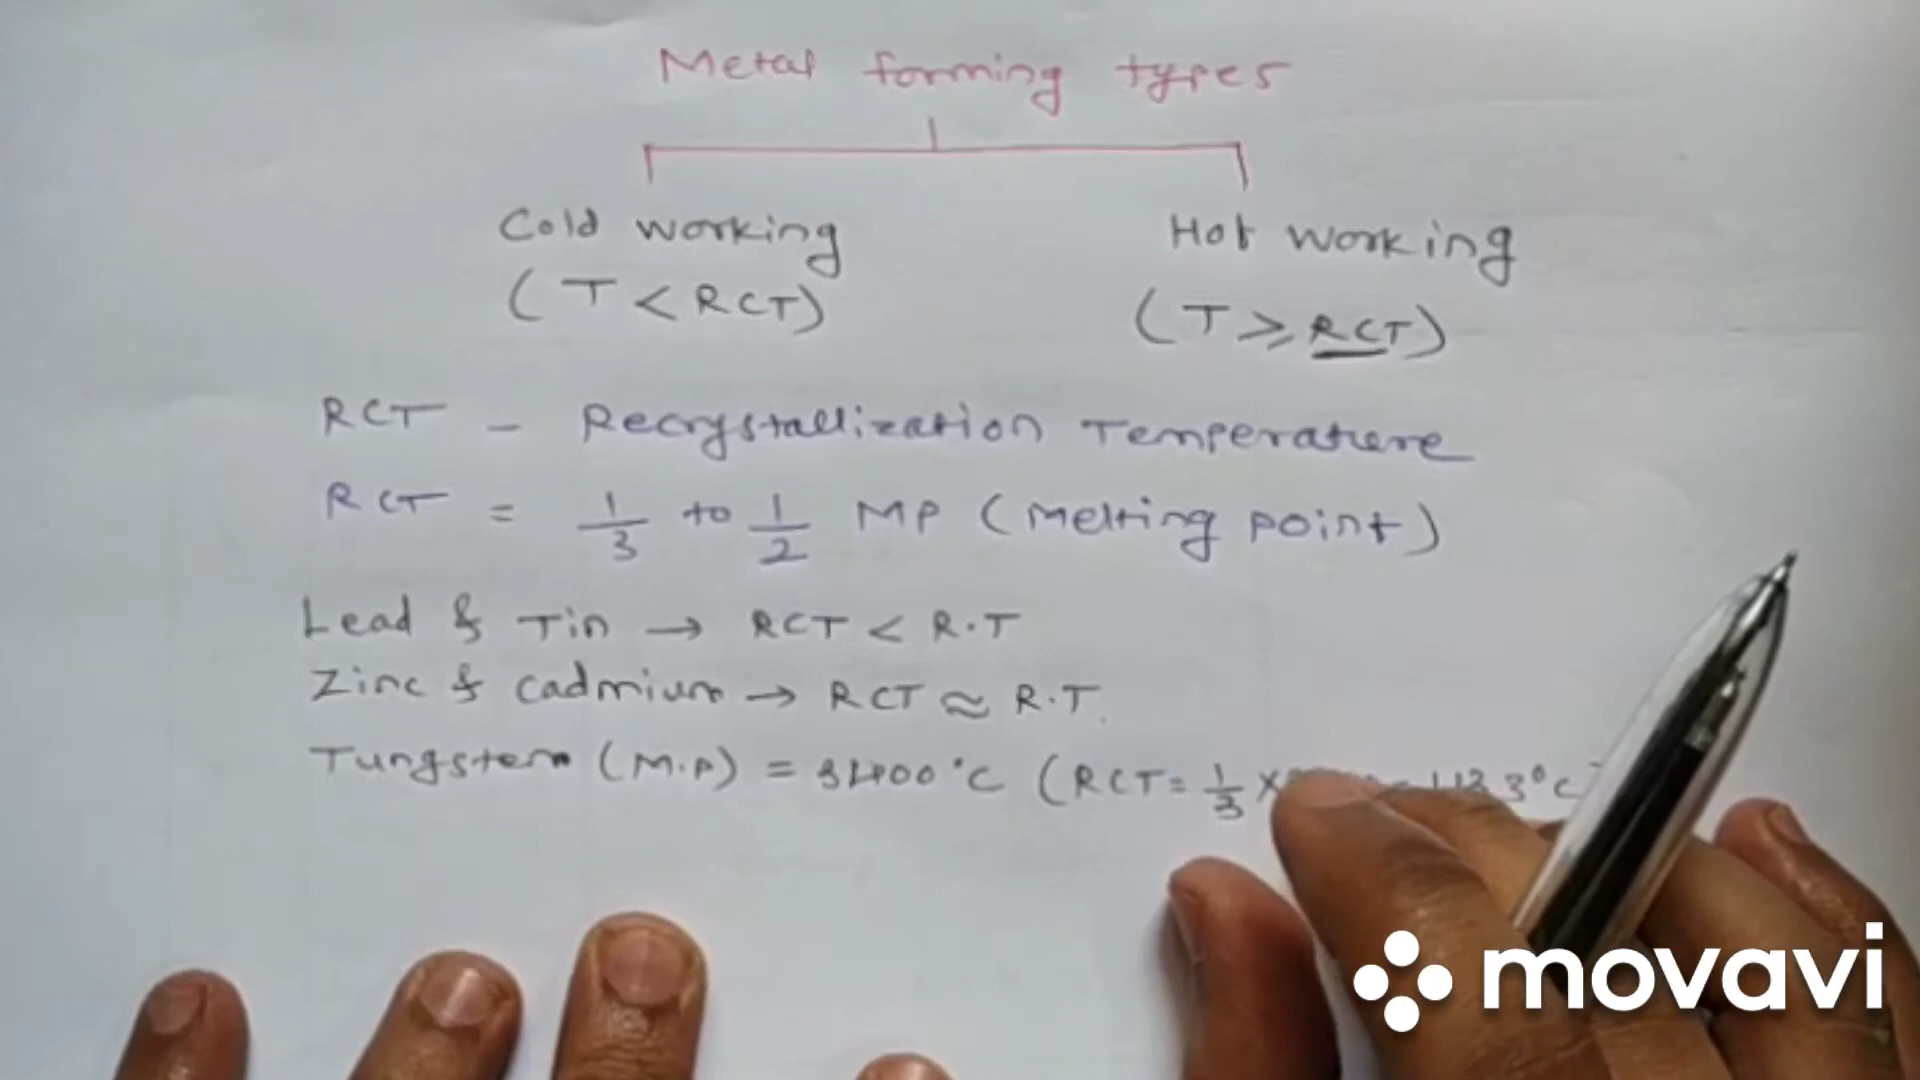 Metal forming types
Cold working
(T < RCT)
Hot working
(T ≥ RCT)
RCT - Recrystallization Temperature
RCT = 1/3 to 1/2 MP (Melting point)
Lead & Tin → RCT < R.T
Zinc & cadmium → RCT ≈ R.T.
Tungsten (M.P) = 3400°C (RCT = 1/3 ×
movavi